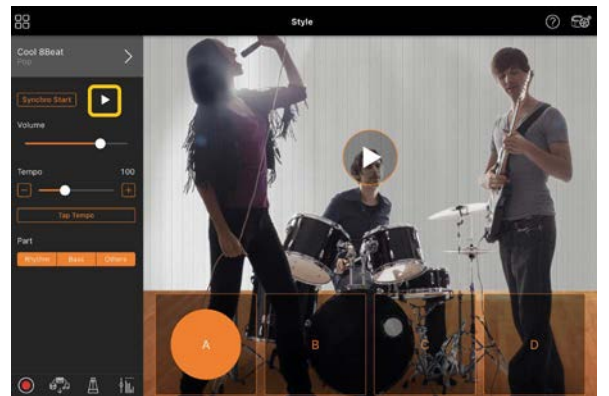 Style
Cool 8Beat
Pop
Synchro Start
Volume
Tempo 100
Tap Tempo
Part
Rhythm Bass Others
A B C D